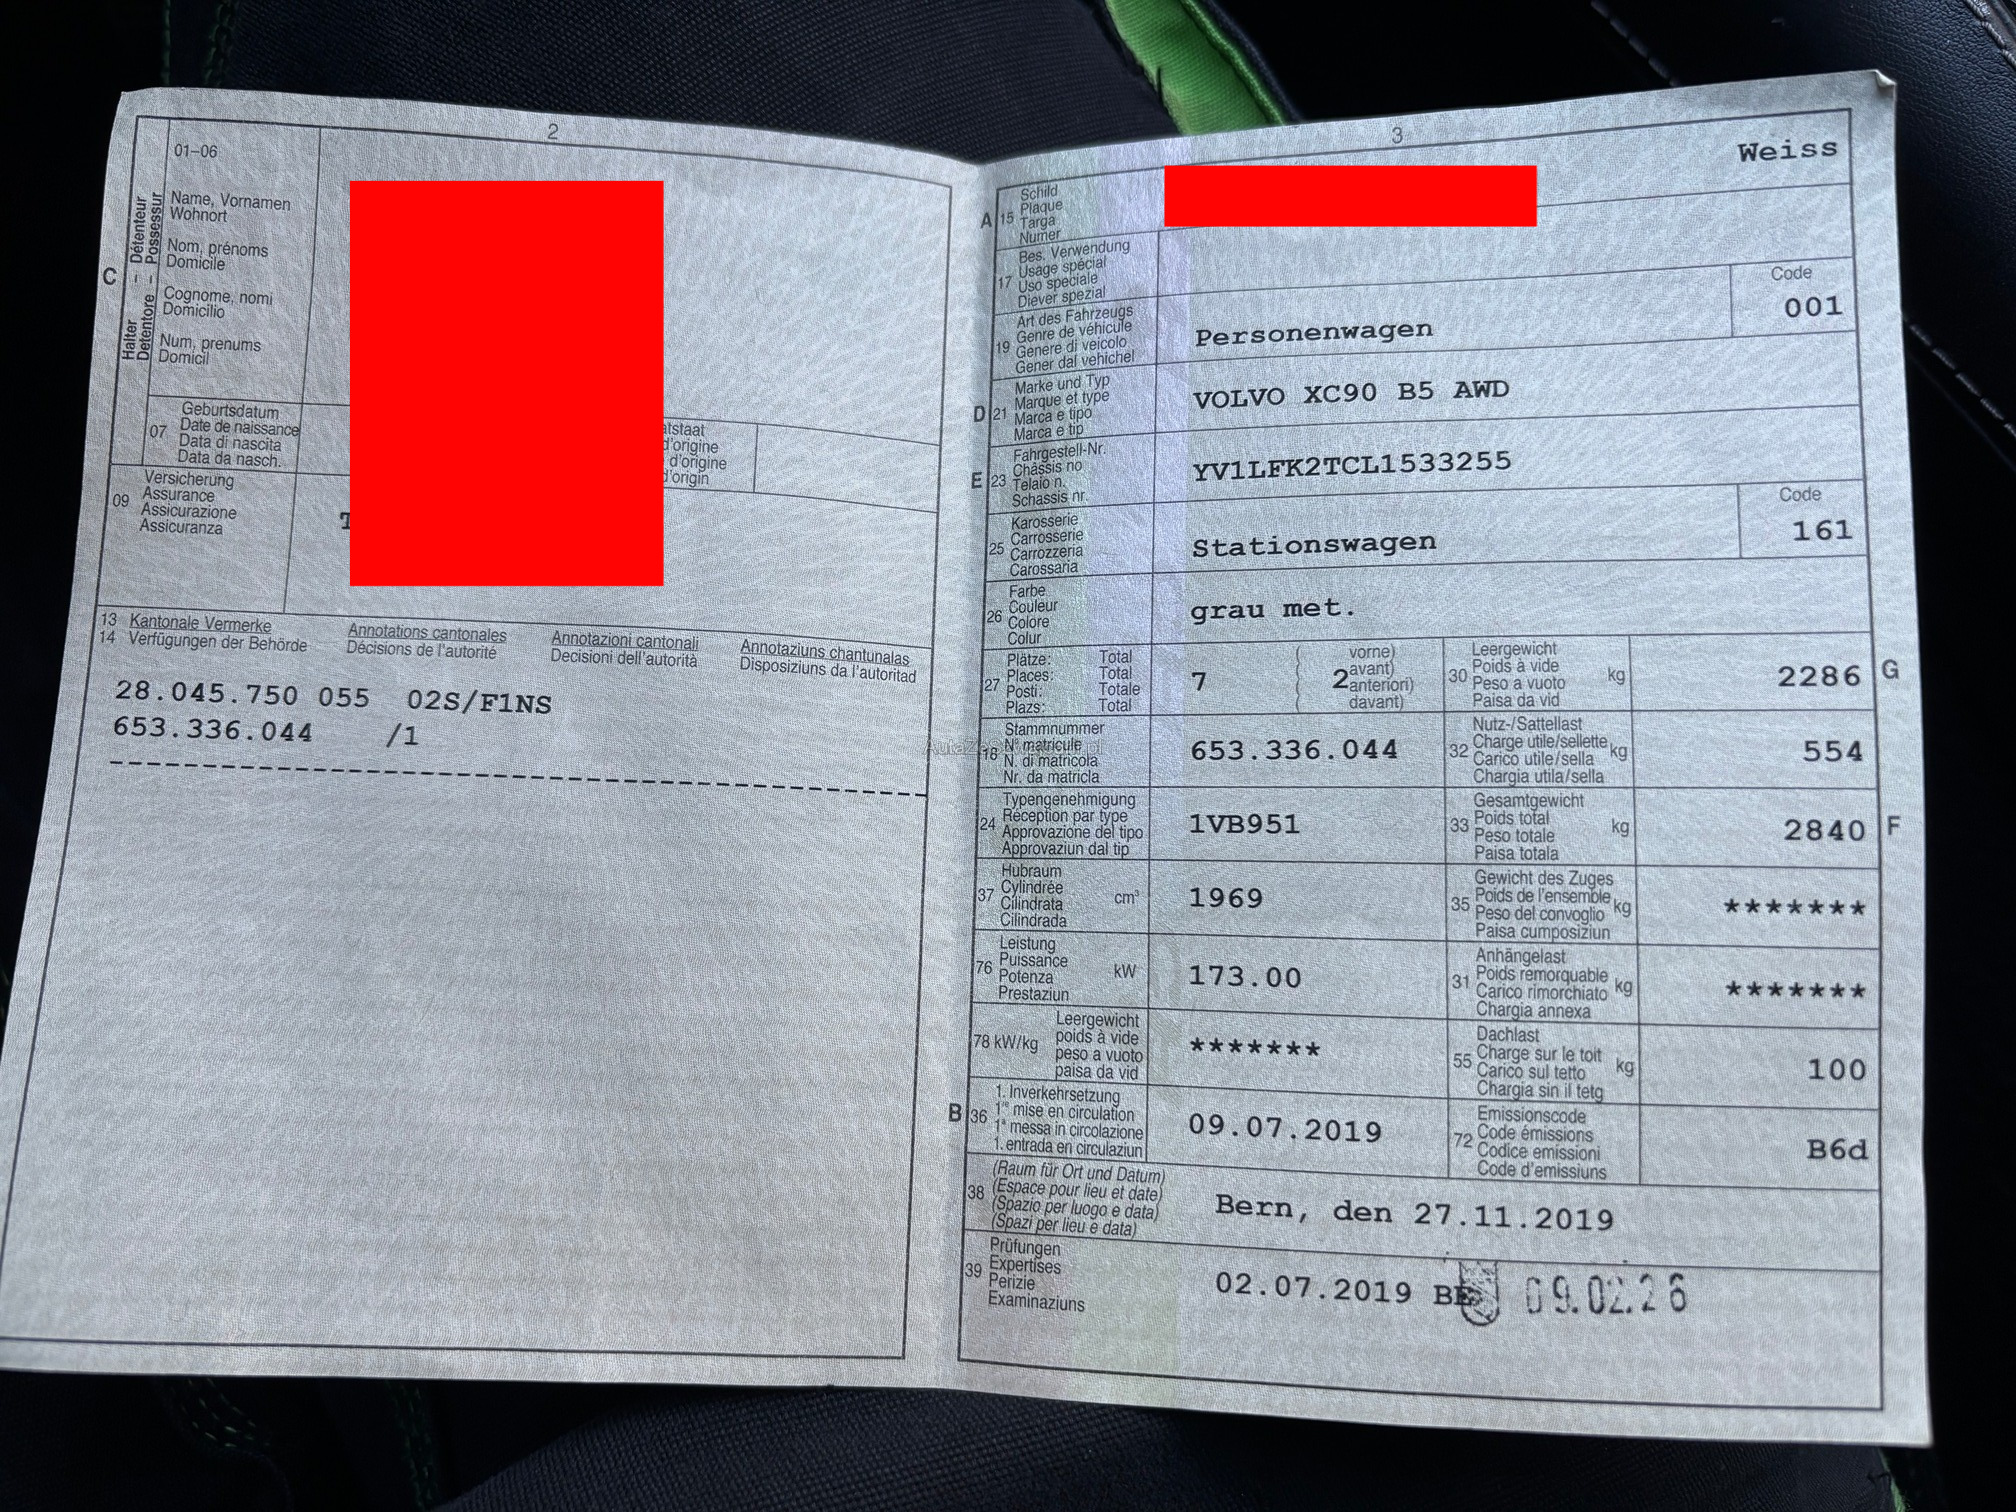 2
01–06
C
Halter – Détenteur
Detentore – Possessur
Name, Vornamen
Wohnort
Nom, prénoms
Domicile
Cognome, nomi
Domicilio
Num, prenums
Domicil
07
Geburtsdatum
Date de naissance
Data di nascita
Data da nasch.
d'origine
d'origine
d'origin
09
Versicherung
Assurance
Assicurazione
Assicuranza
13 Kantonale Vermerke Annotations cantonales Annotazioni cantonali Annotaziuns chantunalas
14 Verfügungen der Behörde Décisions de l'autorité Decisioni dell'autorità Disposiziuns da l'autoritad
28.045.750 055 02S/F1NS
653.336.044 /1
3
Weiss
A 15
Schild
Plaque
Targa
Numer
17
Bes. Verwendung
Usage spécial
Uso speciale
Diever spezial
19
Art des Fahrzeugs
Genre de véhicule
Genere di veicolo
Gener dal vehichel
Personenwagen
Code
001
D 21
Marke und Typ
Marque et type
Marca e tipo
Marca e tip
VOLVO XC90 B5 AWD
E 23
Fahrgestell-Nr.
Châssis no
Telaio n.
Schassis nr.
YV1LFK2TCL1533255
25
Karosserie
Carrosserie
Carrozzeria
Carossaria
Stationswagen
Code
161
26
Farbe
Couleur
Colore
Colur
grau met.
27
Plätze: Total
Places: Total
Posti: Totale
Plazs: Total
7
( vorne)
( 2 avant)
( anteriori)
( davant)
30
Leergewicht
Poids à vide
Peso a vuoto
Paisa da vid
kg
2286
G
18
Stammnummer
N° matricule
N. di matricola
Nr. da matricla
653.336.044
32
Nutz-/Sattellast
Charge utile/sellette
Carico utile/sella
Chargia utila/sella
kg
554
24
Typengenehmigung
Réception par type
Approvazione del tipo
Approvaziun dal tip
1VB951
33
Gesamtgewicht
Poids total
Peso totale
Paisa totala
kg
2840
F
37
Hubraum
Cylindrée
Cilindrata
Cilindrada
cm³
1969
35
Gewicht des Zuges
Poids de l'ensemble
Peso del convoglio
Paisa cumposiziun
kg
*******
76
Leistung
Puissance
Potenza
Prestaziun
kW
173.00
31
Anhängelast
Poids remorquable
Carico rimorchiato
Chargia annexa
kg
*******
78 kW/kg
Leergewicht
poids à vide
peso a vuoto
paisa da vid
*******
55
Dachlast
Charge sur le toit
Carico sul tetto
Chargia sin il tetg
kg
100
B 36
1. Inverkehrsetzung
1re mise en circulation
1a messa in circolazione
1. entrada en circulaziun
09.07.2019
72
Emissionscode
Code émissions
Codice emissioni
Code d'emissiuns
B6d
38
(Raum für Ort und Datum)
(Espace pour lieu et date)
(Spazio per luogo e data)
(Spazi per lieu e data)
Bern, den 27.11.2019
39
Prüfungen
Expertises
Perizie
Examinaziuns
02.07.2019 BE
09.02.26